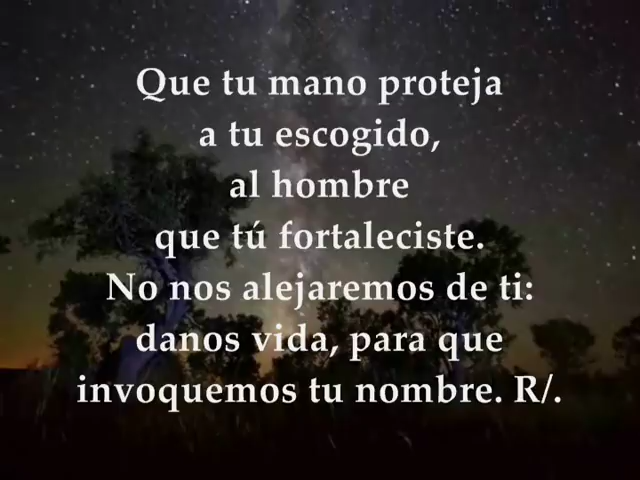 Que tu mano proteja
a tu escogido,
al hombre
que tú fortaleciste.
No nos alejaremos de ti:
danos vida, para que
invoquemos tu nombre. R/.